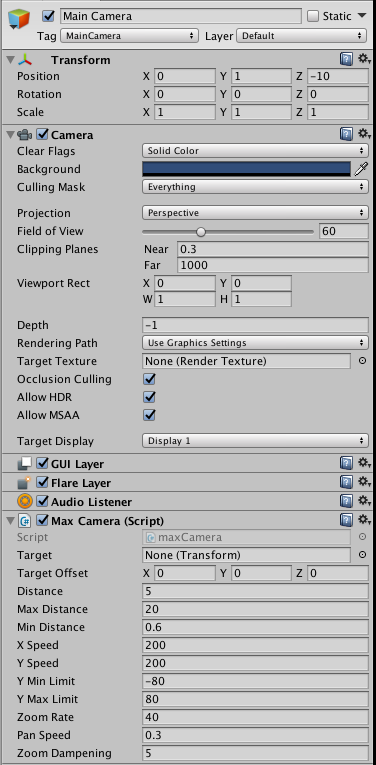 Main Camera Static
Tag MainCamera Layer Default
Transform
Position X 0 Y 1 Z -10
Rotation X 0 Y 0 Z 0
Scale X 1 Y 1 Z 1
Camera
Clear Flags Solid Color
Background
Culling Mask Everything
Projection Perspective
Field of View 60
Clipping Planes Near 0.3
Far 1000
Viewport Rect X 0 Y 0
W 1 H 1
Depth -1
Rendering Path Use Graphics Settings
Target Texture None (Render Texture)
Occlusion Culling
Allow HDR
Allow MSAA
Target Display Display 1
GUI Layer
Flare Layer
Audio Listener
C# Max Camera (Script)
Script maxCamera
Target None (Transform)
Target Offset X 0 Y 0 Z 0
Distance 5
Max Distance 20
Min Distance 0.6
X Speed 200
Y Speed 200
Y Min Limit -80
Y Max Limit 80
Zoom Rate 40
Pan Speed 0.3
Zoom Dampening 5